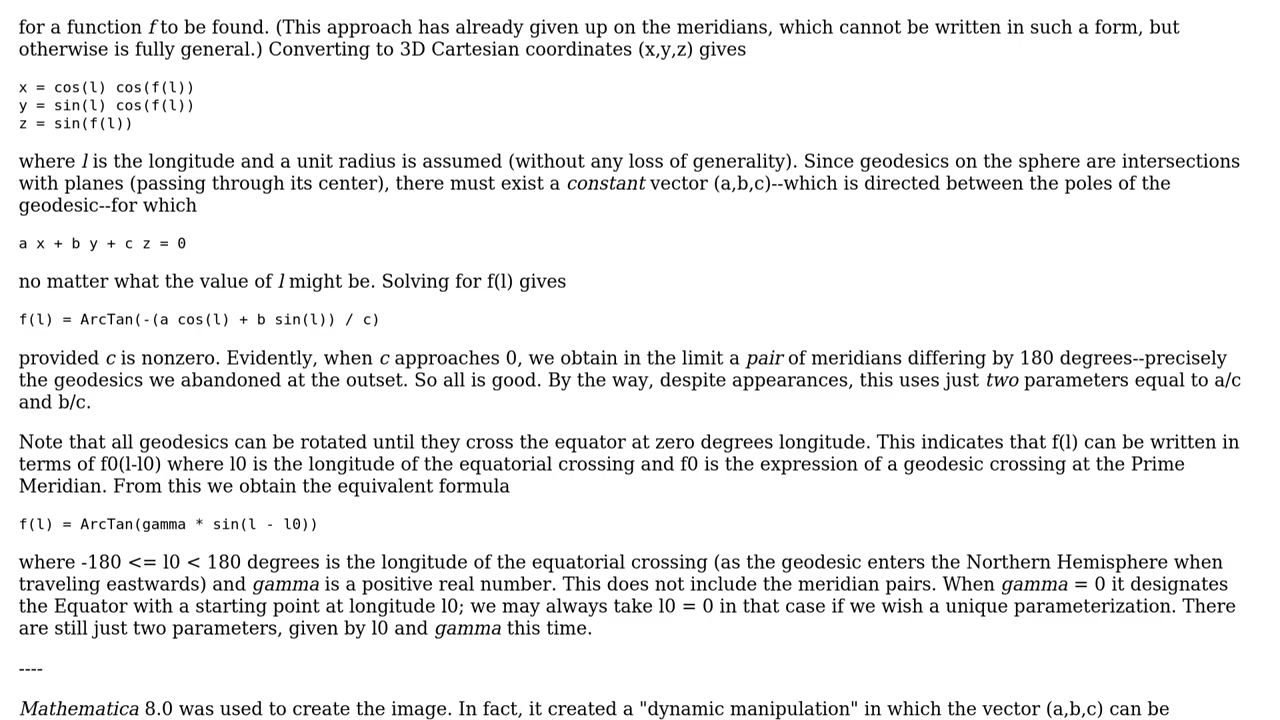 for a function f to be found. (This approach has already given up on the meridians, which cannot be written in such a form, but
otherwise is fully general.) Converting to 3D Cartesian coordinates (x,y,z) gives
x = cos(l) cos(f(l))
y = sin(l) cos(f(l))
z = sin(f(l))
where l is the longitude and a unit radius is assumed (without any loss of generality). Since geodesics on the sphere are intersections
with planes (passing through its center), there must exist a constant vector (a,b,c)--which is directed between the poles of the
geodesic--for which
a x + b y + c z = 0
no matter what the value of l might be. Solving for f(l) gives
f(l) = ArcTan(-(a cos(l) + b sin(l)) / c)
provided c is nonzero. Evidently, when c approaches 0, we obtain in the limit a pair of meridians differing by 180 degrees--precisely
the geodesics we abandoned at the outset. So all is good. By the way, despite appearances, this uses just two parameters equal to a/c
and b/c.
Note that all geodesics can be rotated until they cross the equator at zero degrees longitude. This indicates that f(l) can be written in
terms of f0(l-l0) where l0 is the longitude of the equatorial crossing and f0 is the expression of a geodesic crossing at the Prime
Meridian. From this we obtain the equivalent formula
f(l) = ArcTan(gamma * sin(l - l0))
where -180 <= l0 < 180 degrees is the longitude of the equatorial crossing (as the geodesic enters the Northern Hemisphere when
traveling eastwards) and gamma is a positive real number. This does not include the meridian pairs. When gamma = 0 it designates
the Equator with a starting point at longitude l0; we may always take l0 = 0 in that case if we wish a unique parameterization. There
are still just two parameters, given by l0 and gamma this time.
----
Mathematica 8.0 was used to create the image. In fact, it created a "dynamic manipulation" in which the vector (a,b,c) can be